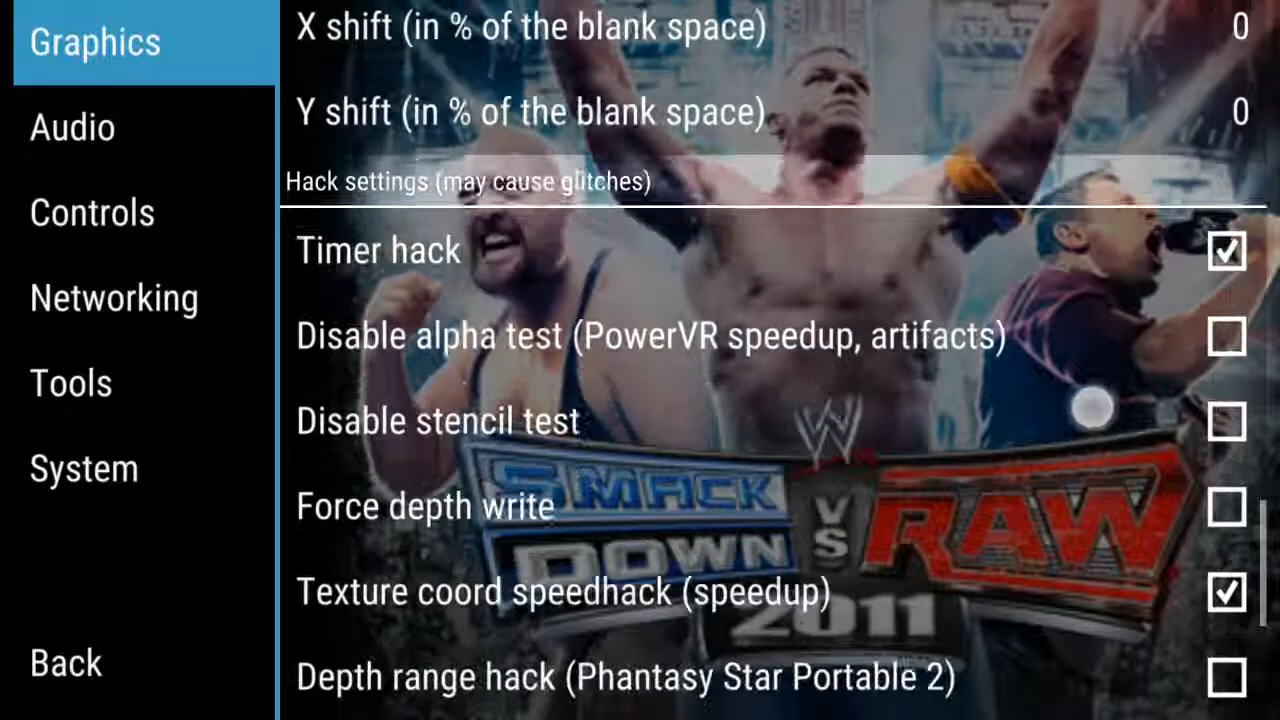 Graphics
Audio
Controls
Networking
Tools
System
Back
X shift (in % of the blank space) 0
Y shift (in % of the blank space) 0
Hack settings (may cause glitches)
Timer hack
Disable alpha test (PowerVR speedup, artifacts)
Disable stencil test
Force depth write
Texture coord speedhack (speedup)
Depth range hack (Phantasy Star Portable 2)
W
SMACK
DOWN
VS
RAW
2011